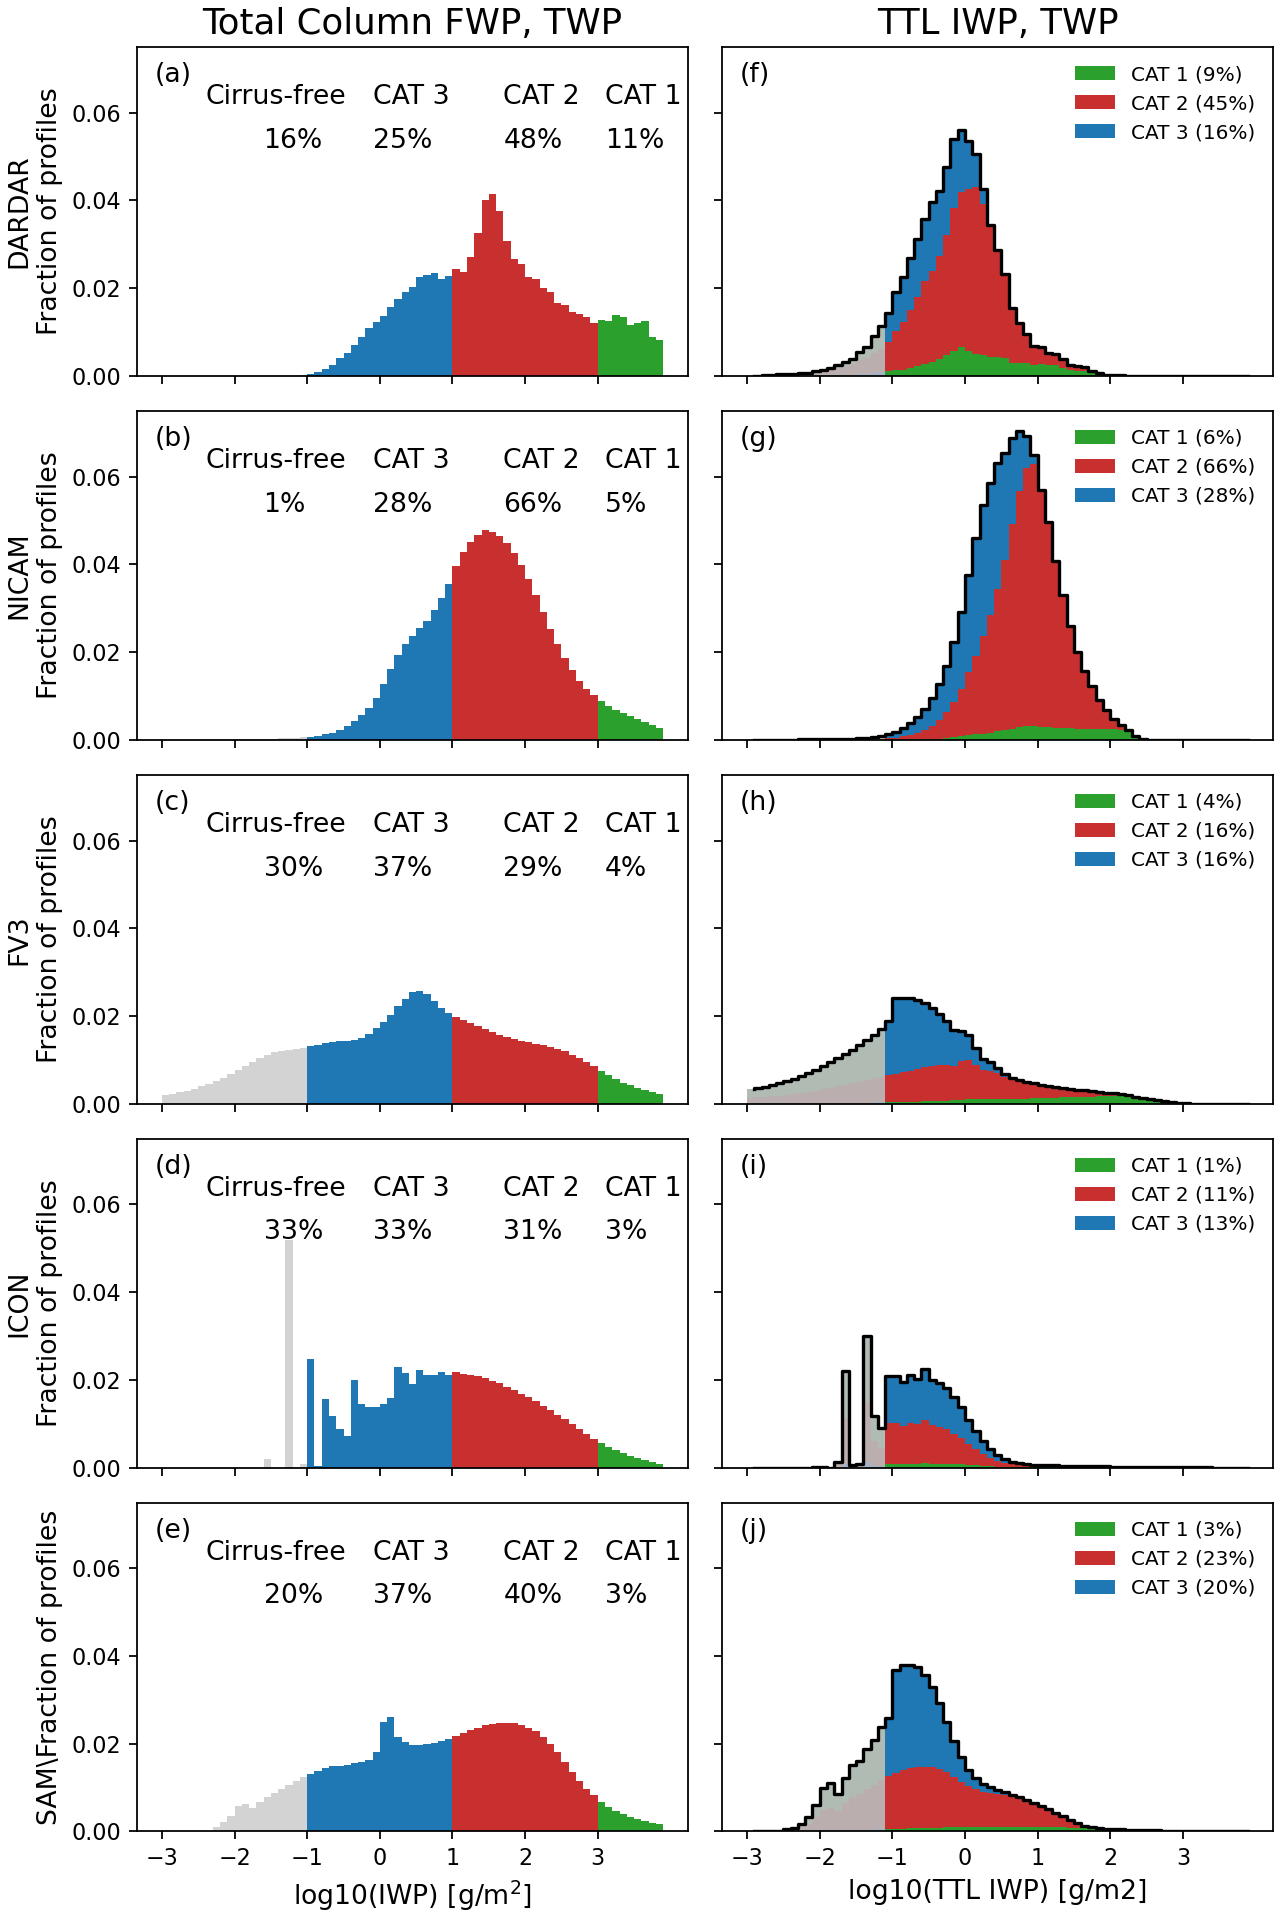 Total Column FWP, TWP
TTL IWP, TWP
DARDAR
Fraction of profiles
0.06
0.04
0.02
0.00
(a)
Cirrus-free CAT 3 CAT 2 CAT 1
16% 25% 48% 11%
(f)
CAT 1 (9%)
CAT 2 (45%)
CAT 3 (16%)
NICAM
Fraction of profiles
0.06
0.04
0.02
0.00
(b)
Cirrus-free CAT 3 CAT 2 CAT 1
1% 28% 66% 5%
(g)
CAT 1 (6%)
CAT 2 (66%)
CAT 3 (28%)
FV3
Fraction of profiles
0.06
0.04
0.02
0.00
(c)
Cirrus-free CAT 3 CAT 2 CAT 1
30% 37% 29% 4%
(h)
CAT 1 (4%)
CAT 2 (16%)
CAT 3 (16%)
ICON
Fraction of profiles
0.06
0.04
0.02
0.00
(d)
Cirrus-free CAT 3 CAT 2 CAT 1
33% 33% 31% 3%
(i)
CAT 1 (1%)
CAT 2 (11%)
CAT 3 (13%)
SAM\Fraction of profiles
0.06
0.04
0.02
0.00
(e)
Cirrus-free CAT 3 CAT 2 CAT 1
20% 37% 40% 3%
(j)
CAT 1 (3%)
CAT 2 (23%)
CAT 3 (20%)
−3 −2 −1 0 1 2 3
log10(IWP) [g/m²]
−3 −2 −1 0 1 2 3
log10(TTL IWP) [g/m2]